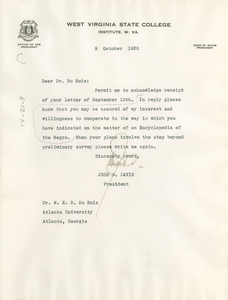 WEST VIRGINIA STATE COLLEGE
INSTITUTE, W. VA.
OFFICE OF THE
PRESIDENT
JOHN W. DAVIS
PRESIDENT
9 October 1935
Dear Dr. Du Bois:
Permit me to acknowledge receipt
of your letter of September 18th. In reply please
know that you may be assured of my interest and
willingness to cooperate in the way in which you
have indicated on the matter of an Encyclopedia of
the Negro. When your plans involve the step beyond
preliminary survey please write me again.
Sincerely yours,
JOHN W. DAVIS
President
Dr. W. E. B. Du Bois
Atlanta University
Atlanta, Georgia